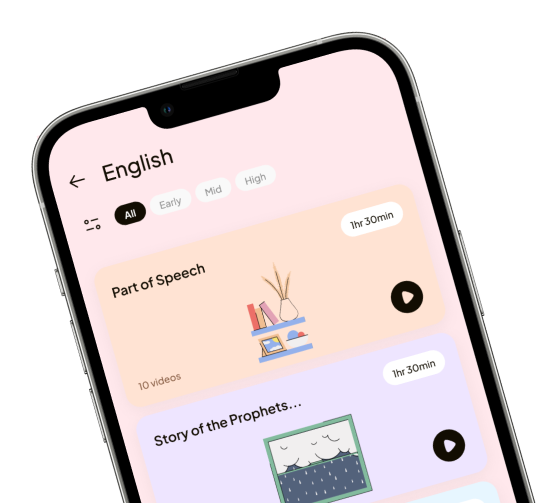 English
All Early Mid High
1hr 30min
Part of Speech
10 videos
1hr 30min
Story of the Prophets...